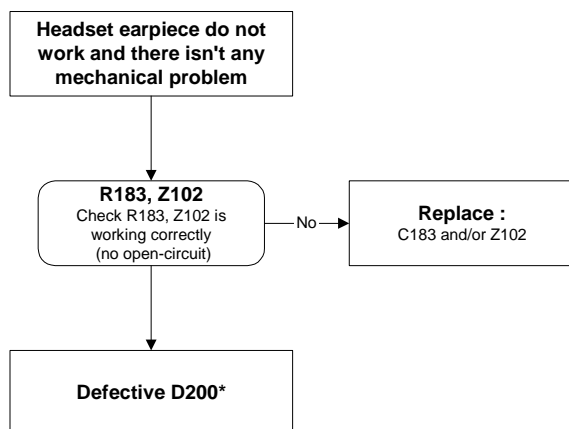 Headset earpiece do not
work and there isn't any
mechanical problem
R183, Z102
Check R183, Z102 is
working correctly
(no open-circuit)
No
Replace :
C183 and/or Z102
Defective D200*